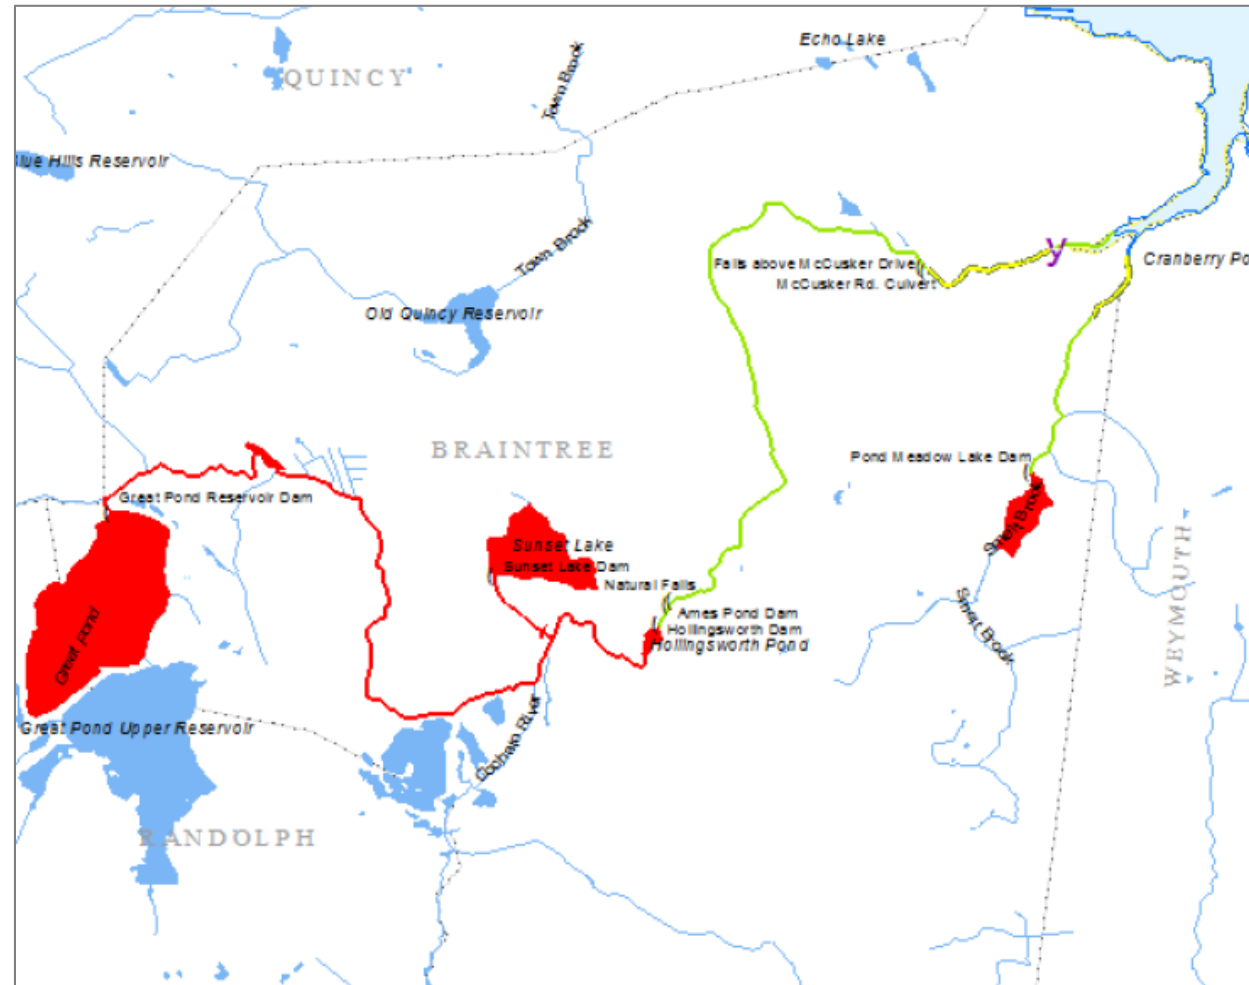 Echo Lake
QUINCY
Town Brook
lue Hills Reservoir
Town Brook
Cranberry Po
y
Falls above McCusker Drive
McCusker Rd. Culvert
Old Quincy Reservoir
BRAINTREE
Pond Meadow Lake Dam
Great Pond Reservoir Dam
Smelt Brook
Sunset Lake
Sunset Lake Dam
Natural Falls
WEYMOUTH
Ames Pond Dam
Hollingsworth Dam
Hollingsworth Pond
Great pond
Smelt Brook
Great Pond Upper Reservoir
Cochato River
RANDOLPH